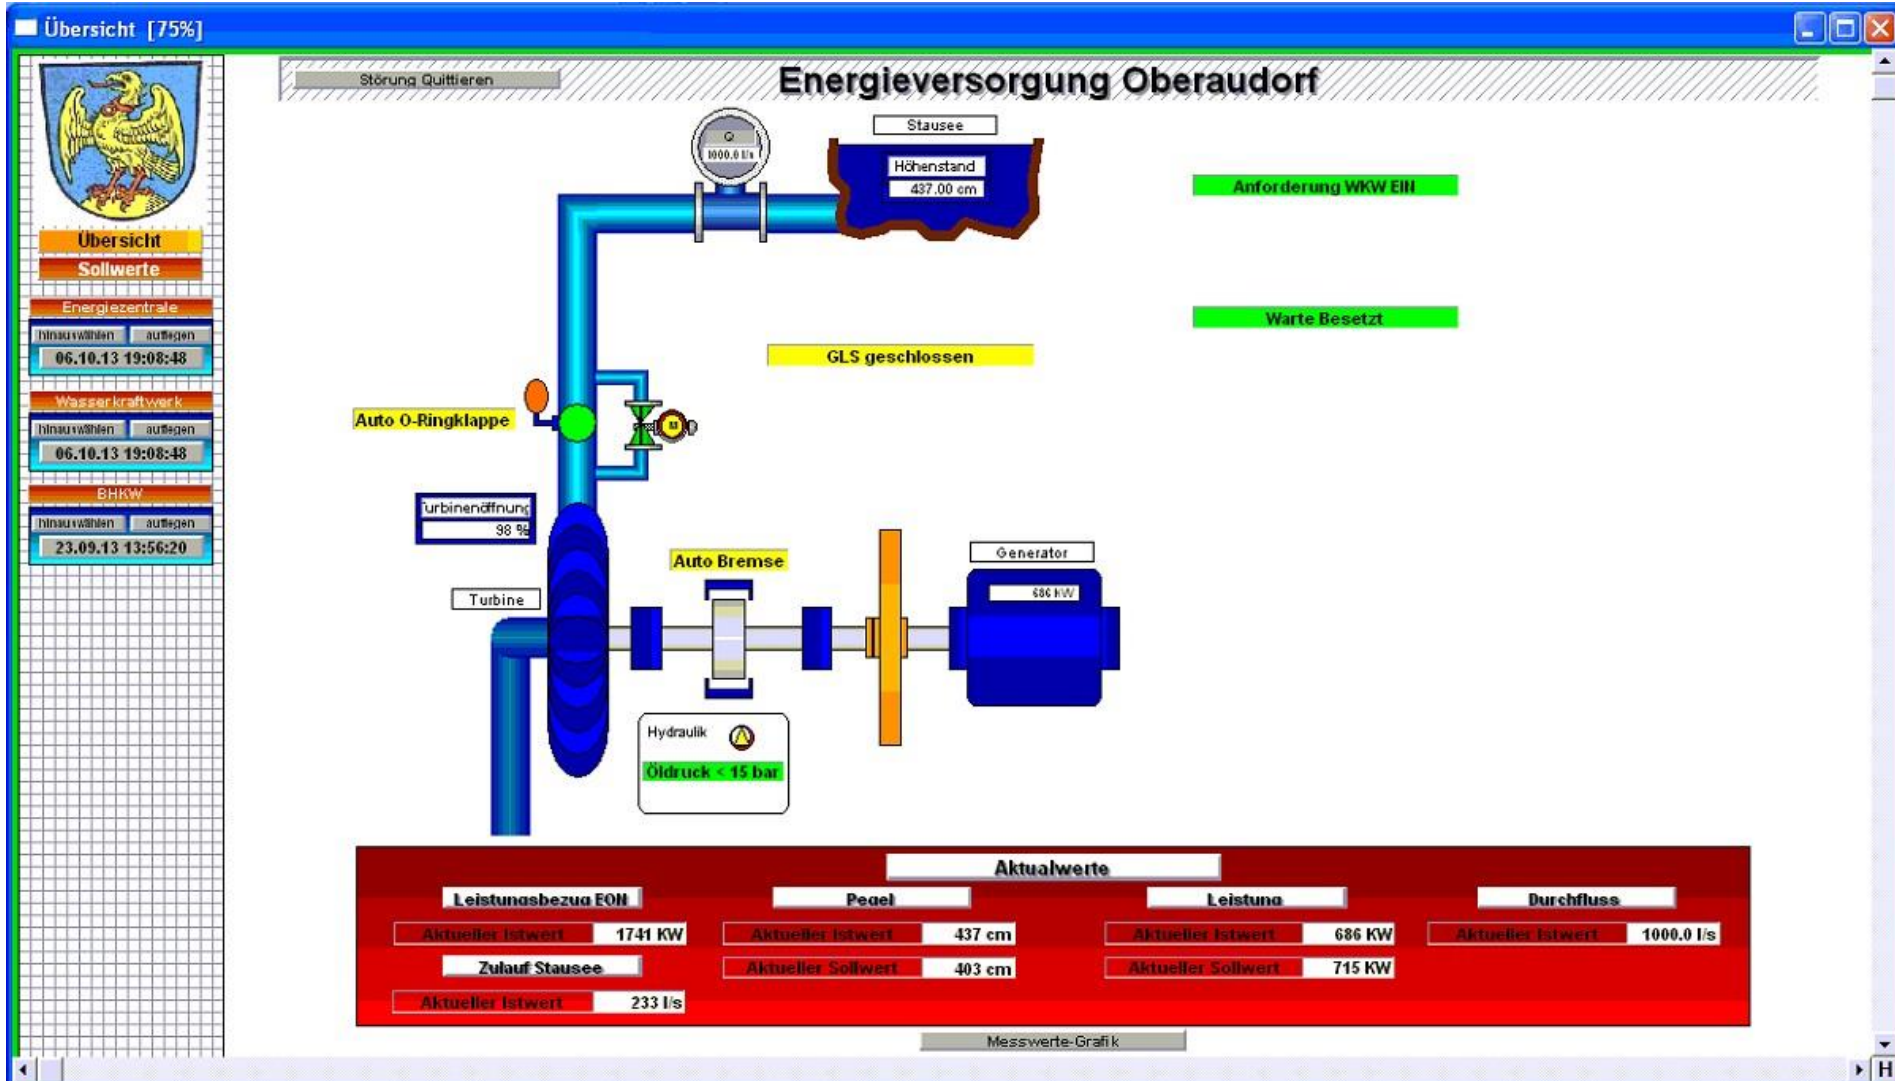 Übersicht [75%]
Störung Quittieren
Energieversorgung Oberaudorf
Übersicht
Sollwerte
Energiezentrale
hinauswählen auflegen
06.10.13 19:08:48
Wasserkraftwerk
hinauswählen auflegen
06.10.13 19:08:48
BHKW
hinauswählen auflegen
23.09.13 13:56:20
Q
1000.0 l/s
Stausee
Höhenstand
437.00 cm
Anforderung WKW EIN
Warte Besetzt
GLS geschlossen
Auto O-Ringklappe
M
Turbinenöffnung
98 %
Turbine
Auto Bremse
Generator
686 KW
Hydraulik
Öldruck < 15 bar
Aktualwerte
Leistungsbezug EON
Aktueller Istwert 1741 KW
Zulauf Stausee
Aktueller Istwert 233 l/s
Pegel
Aktueller Istwert 437 cm
Aktueller Sollwert 403 cm
Leistung
Aktueller Istwert 686 KW
Aktueller Sollwert 715 KW
Durchfluss
Aktueller Istwert 1000.0 l/s
Messwerte-Grafik
H